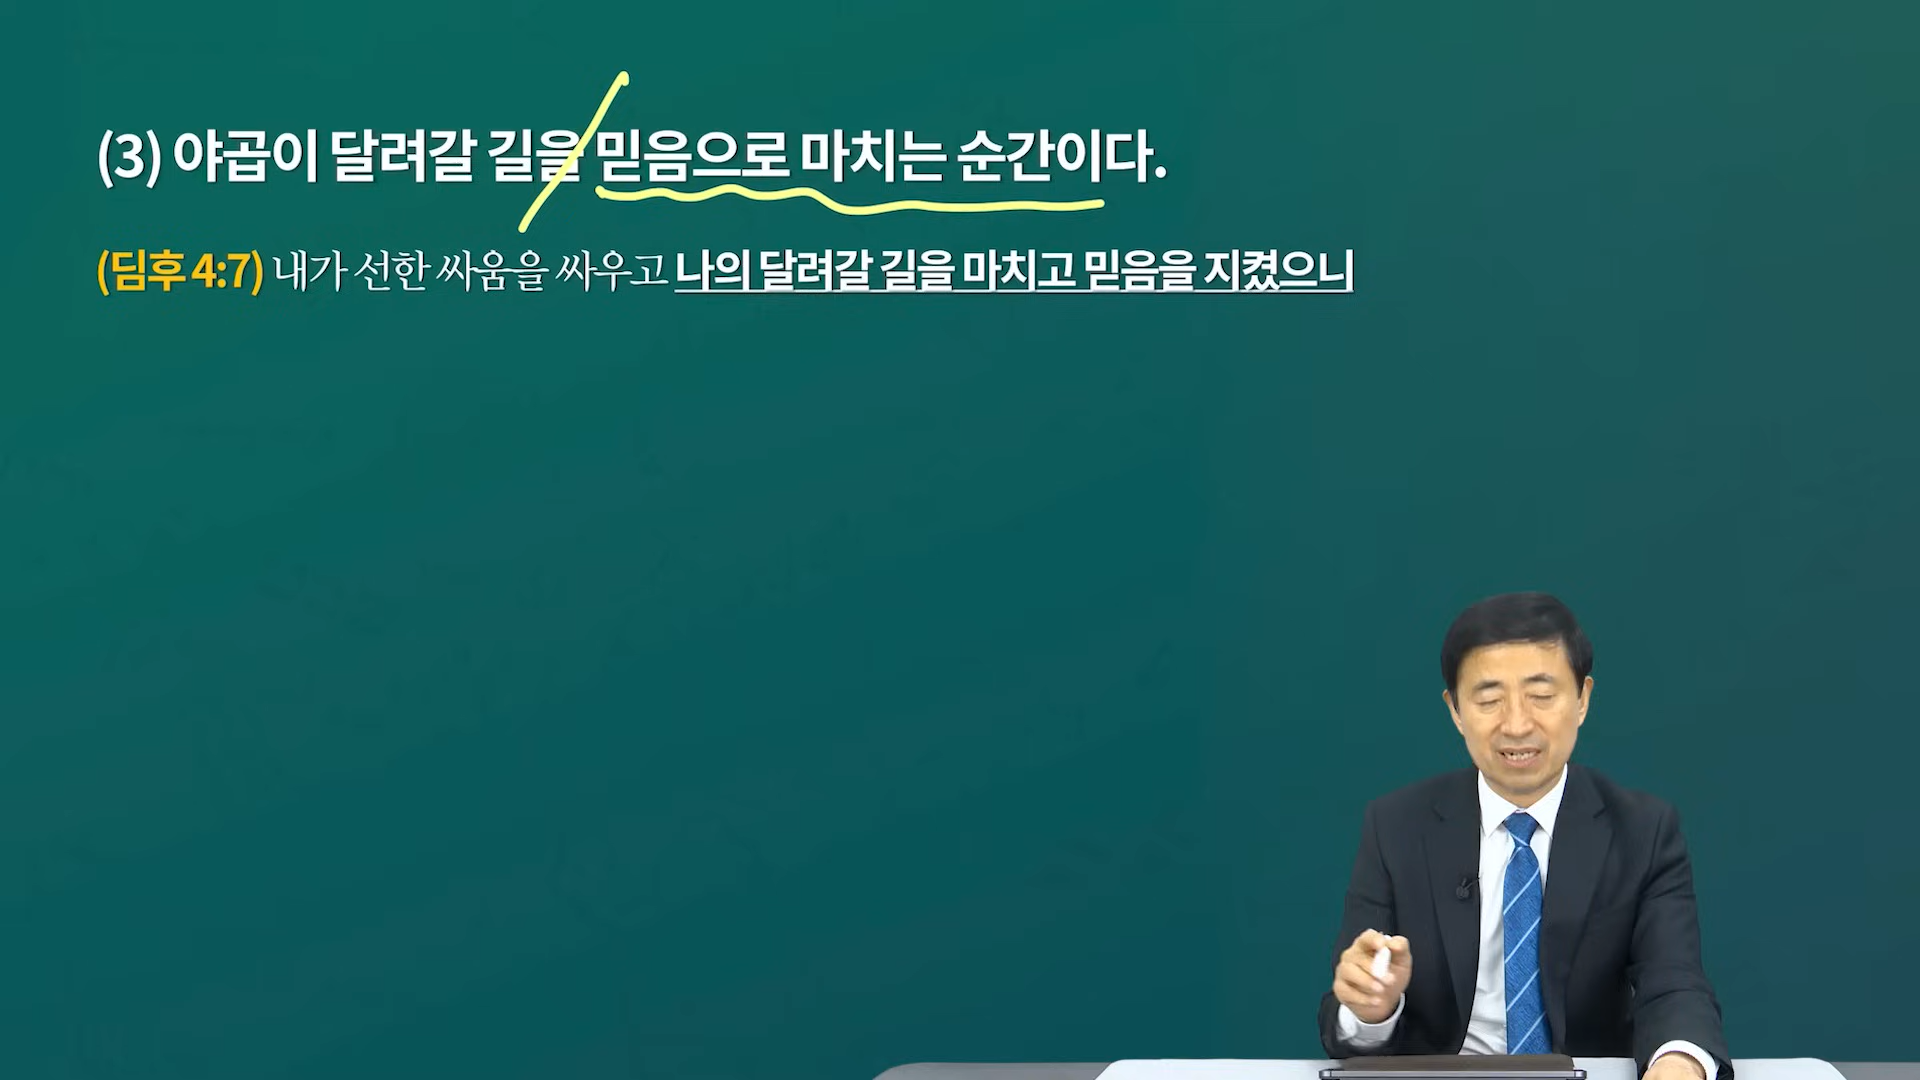 (3) 야곱이 달려갈 길을 믿음으로 마치는 순간이다.
(딤후 4:7) 내가 선한 싸움을 싸우고 나의 달려갈 길을 마치고 믿음을 지켰으니